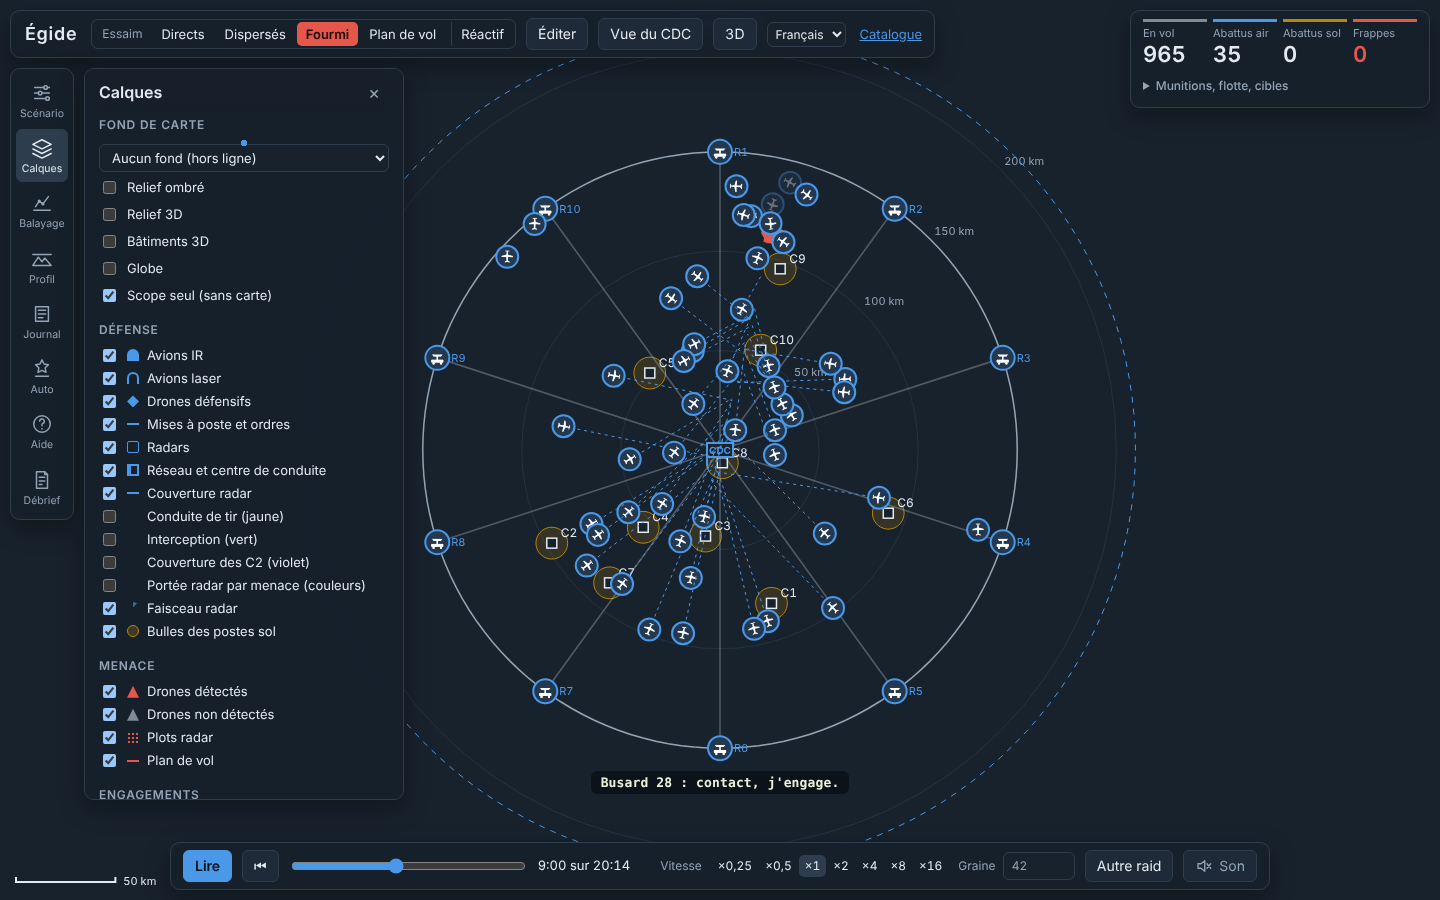 Égide
Essaim
Directs
Dispersés
Fourmi
Plan de vol
Réactif
Éditer
Vue du CDC
3D
Français
Catalogue
En vol
965
Abattus air
35
Abattus sol
0
Frappes
0
Munitions, flotte, cibles
Scénario
Calques
Balayage
Profil
Journal
Auto
Aide
Débrief
Calques
×
FOND DE CARTE
Aucun fond (hors ligne)
Relief ombré
Relief 3D
Bâtiments 3D
Globe
Scope seul (sans carte)
DÉFENSE
Avions IR
Avions laser
Drones défensifs
Mises à poste et ordres
Radars
Réseau et centre de conduite
Couverture radar
Conduite de tir (jaune)
Interception (vert)
Couverture des C2 (violet)
Portée radar par menace (couleurs)
Faisceau radar
Bulles des postes sol
MENACE
Drones détectés
Drones non détectés
Plots radar
Plan de vol
ENGAGEMENTS
200 km
150 km
100 km
50 km
R1
R2
R3
R4
R5
R6
R7
R8
R9
R10
C9
C10
C5
CDC
C8
C6
C2
C4
C3
C7
C1
Busard 28 : contact, j'engage.
50 km
Lire
9:00 sur 20:14
Vitesse
×0,25
×0,5
×1
×2
×4
×8
×16
Graine
42
Autre raid
Son